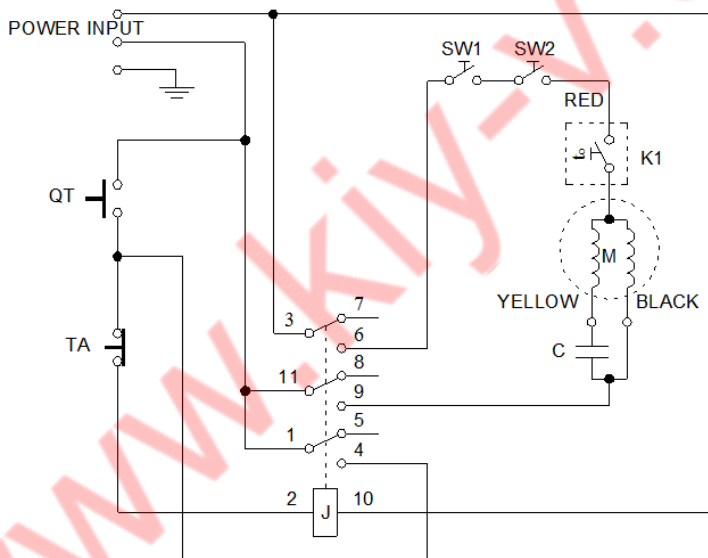 POWER INPUT
SW1 SW2
RED
K1
QT
M
YELLOW BLACK
TA
C
3 7
6
11 8
9
1 5
4
2 J 10
www.kiy-v.